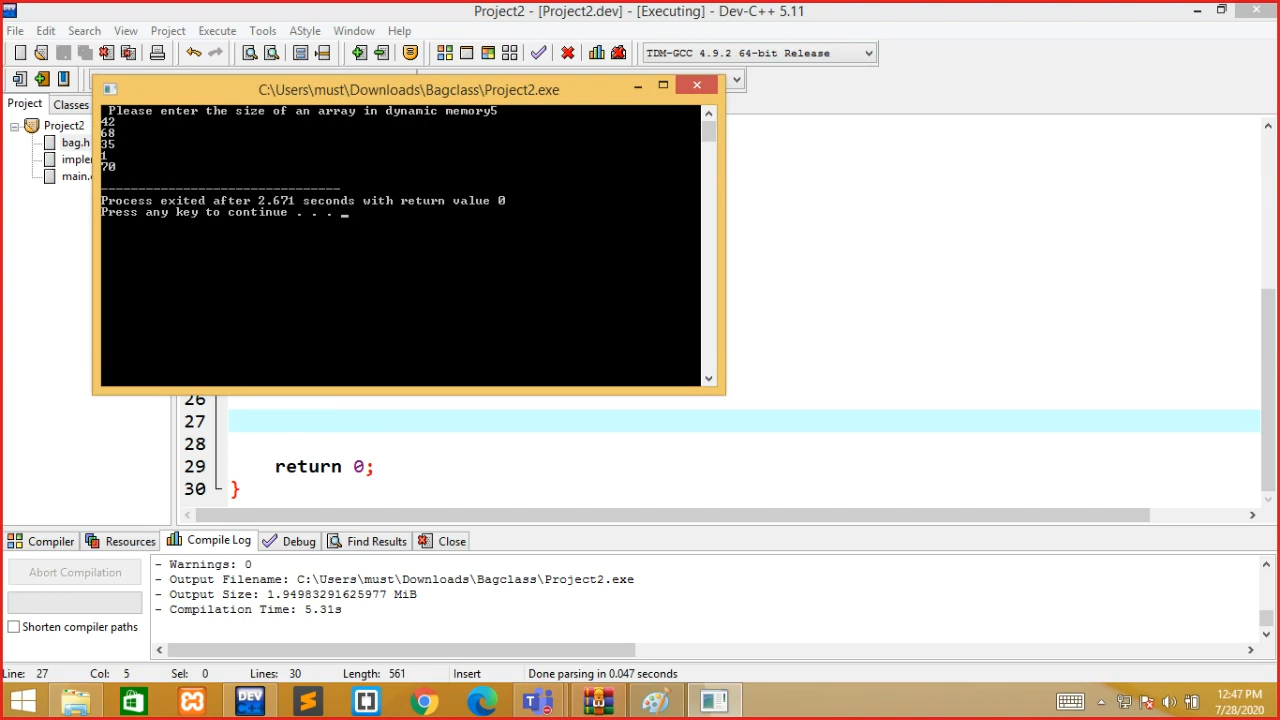 Project2 - [Project2.dev] - [Executing] - Dev-C++ 5.11
File Edit Search View Project Execute Tools AStyle Window Help
TDM-GCC 4.9.2 64-bit Release
C:\Users\must\Downloads\Bagclass\Project2.exe
Project Classes
Project2
bag.h
implem
main.c
Please enter the size of an array in dynamic memory5
42
68
35
1
70
--------------------------------
Process exited after 2.671 seconds with return value 0
Press any key to continue . . . _
26
27
28
29 return 0;
30 }
Compiler Resources Compile Log Debug Find Results Close
Abort Compilation
Shorten compiler paths
- Warnings: 0
- Output Filename: C:\Users\must\Downloads\Bagclass\Project2.exe
- Output Size: 1.94983291625977 MiB
- Compilation Time: 5.31s
Line: 27 Col: 5 Sel: 0 Lines: 30 Length: 561 Insert Done parsing in 0.047 seconds
DEV
12:47 PM
7/28/2020